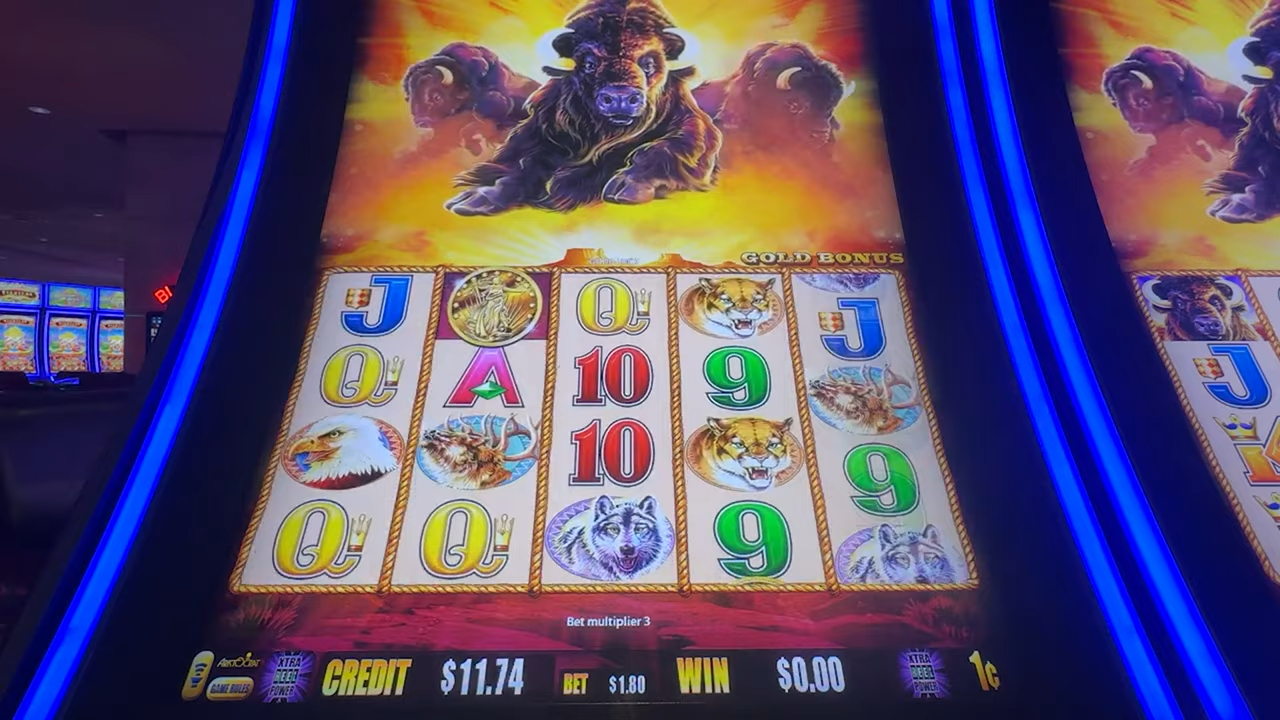 GOLD BONUS
J
Q
J
A
10
9
Q
10
9
Q
Q
9
Bet multiplier 3
ARISTOCRAT
GAME RULES
XTRA
REEL
POWER
CREDIT
$11.74
BET
$1.80
WIN
$0.00
XTRA
REEL
POWER
1¢
J